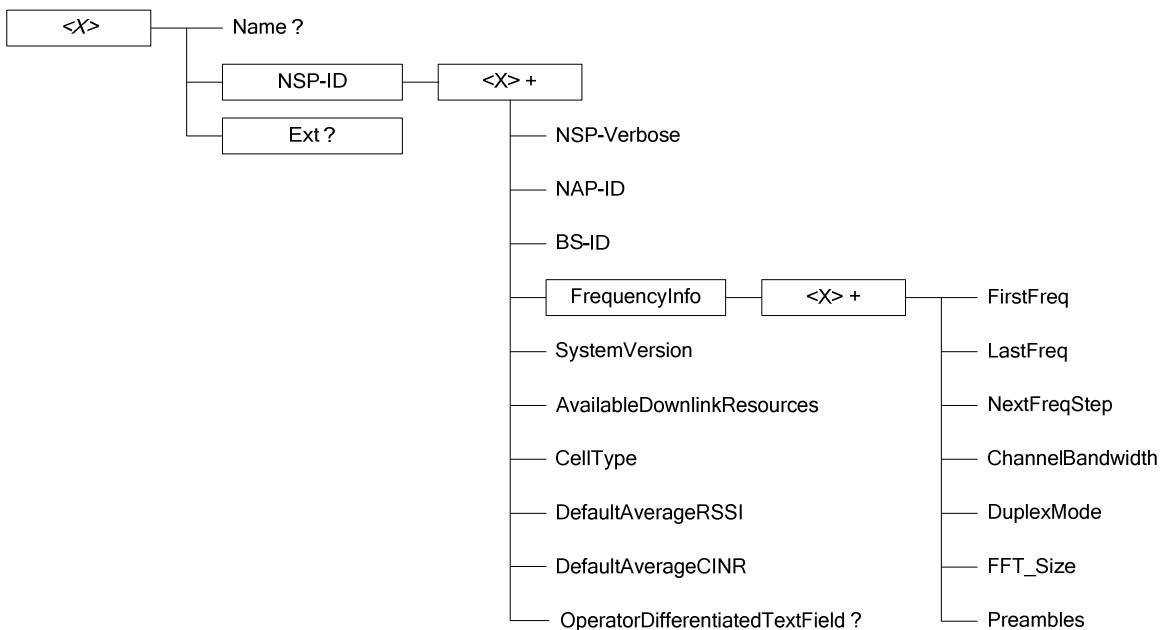 <X>
Name ?
NSP-ID
<X> +
Ext ?
NSP-Verbose
NAP-ID
BS-ID
FrequencyInfo
<X> +
FirstFreq
SystemVersion
LastFreq
AvailableDownlinkResources
NextFreqStep
CellType
ChannelBandwidth
DefaultAverageRSSI
DuplexMode
DefaultAverageCINR
FFT_Size
OperatorDifferentiatedTextField ?
Preambles